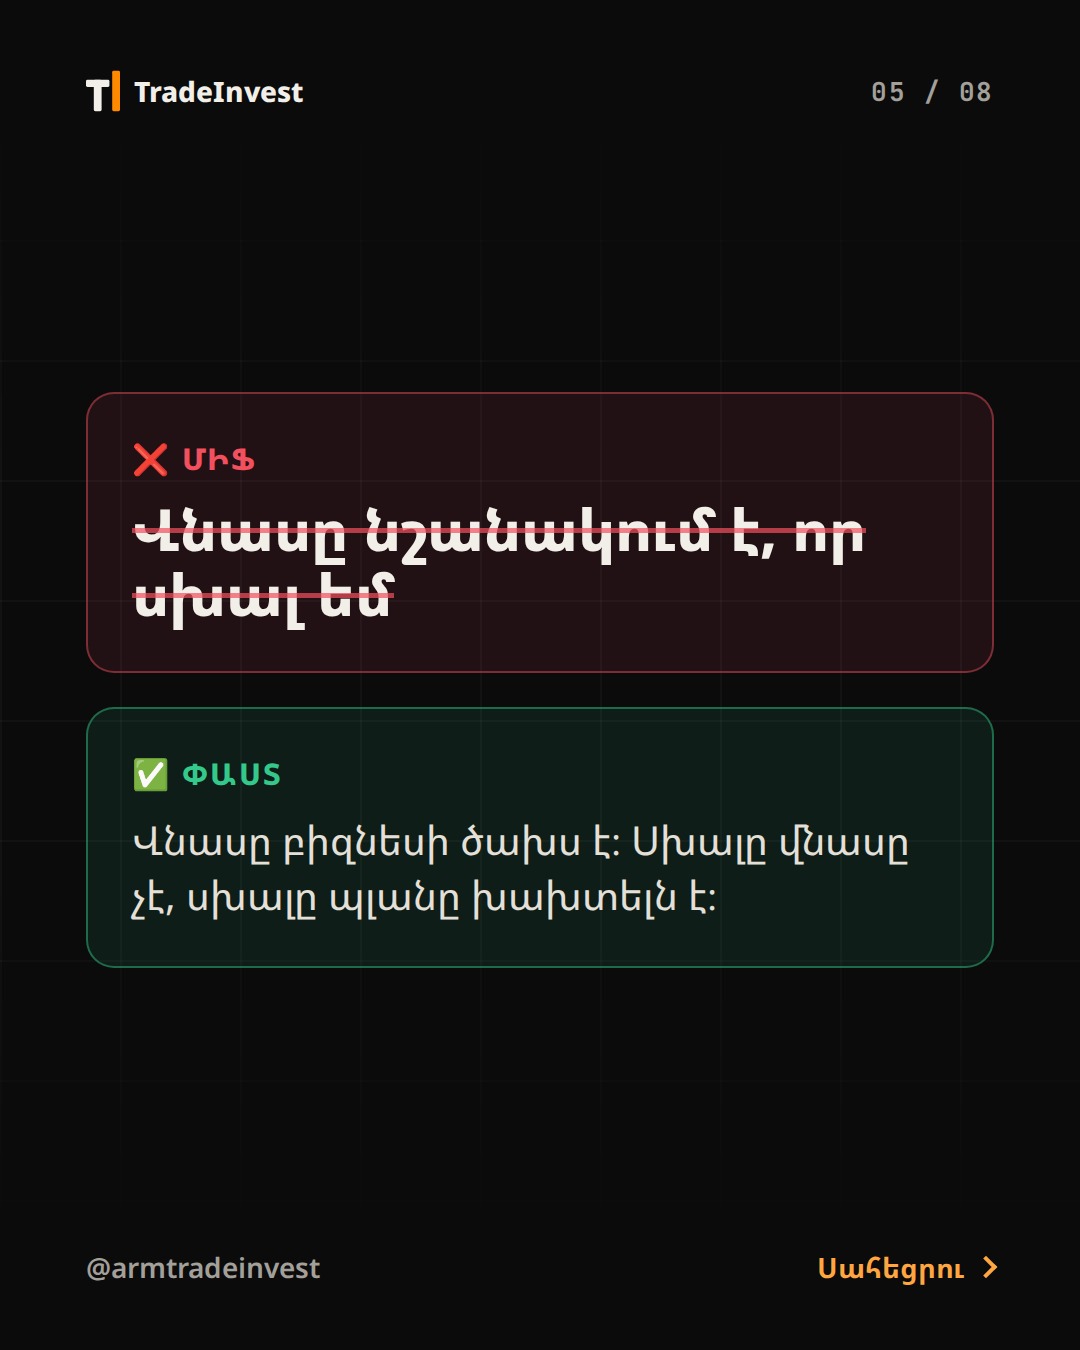 TradeInvest
05 / 08
❌ ՄԻՖ
Վնասը նշանակում է, որ
սխալ եմ
✅ ՓԱՍՏ
Վնասը բիզնեսի ծախս է: Սխալը վնասը
չէ, սխալը պլանը խախտելն է:
@armtradeinvest
Սահեցրու